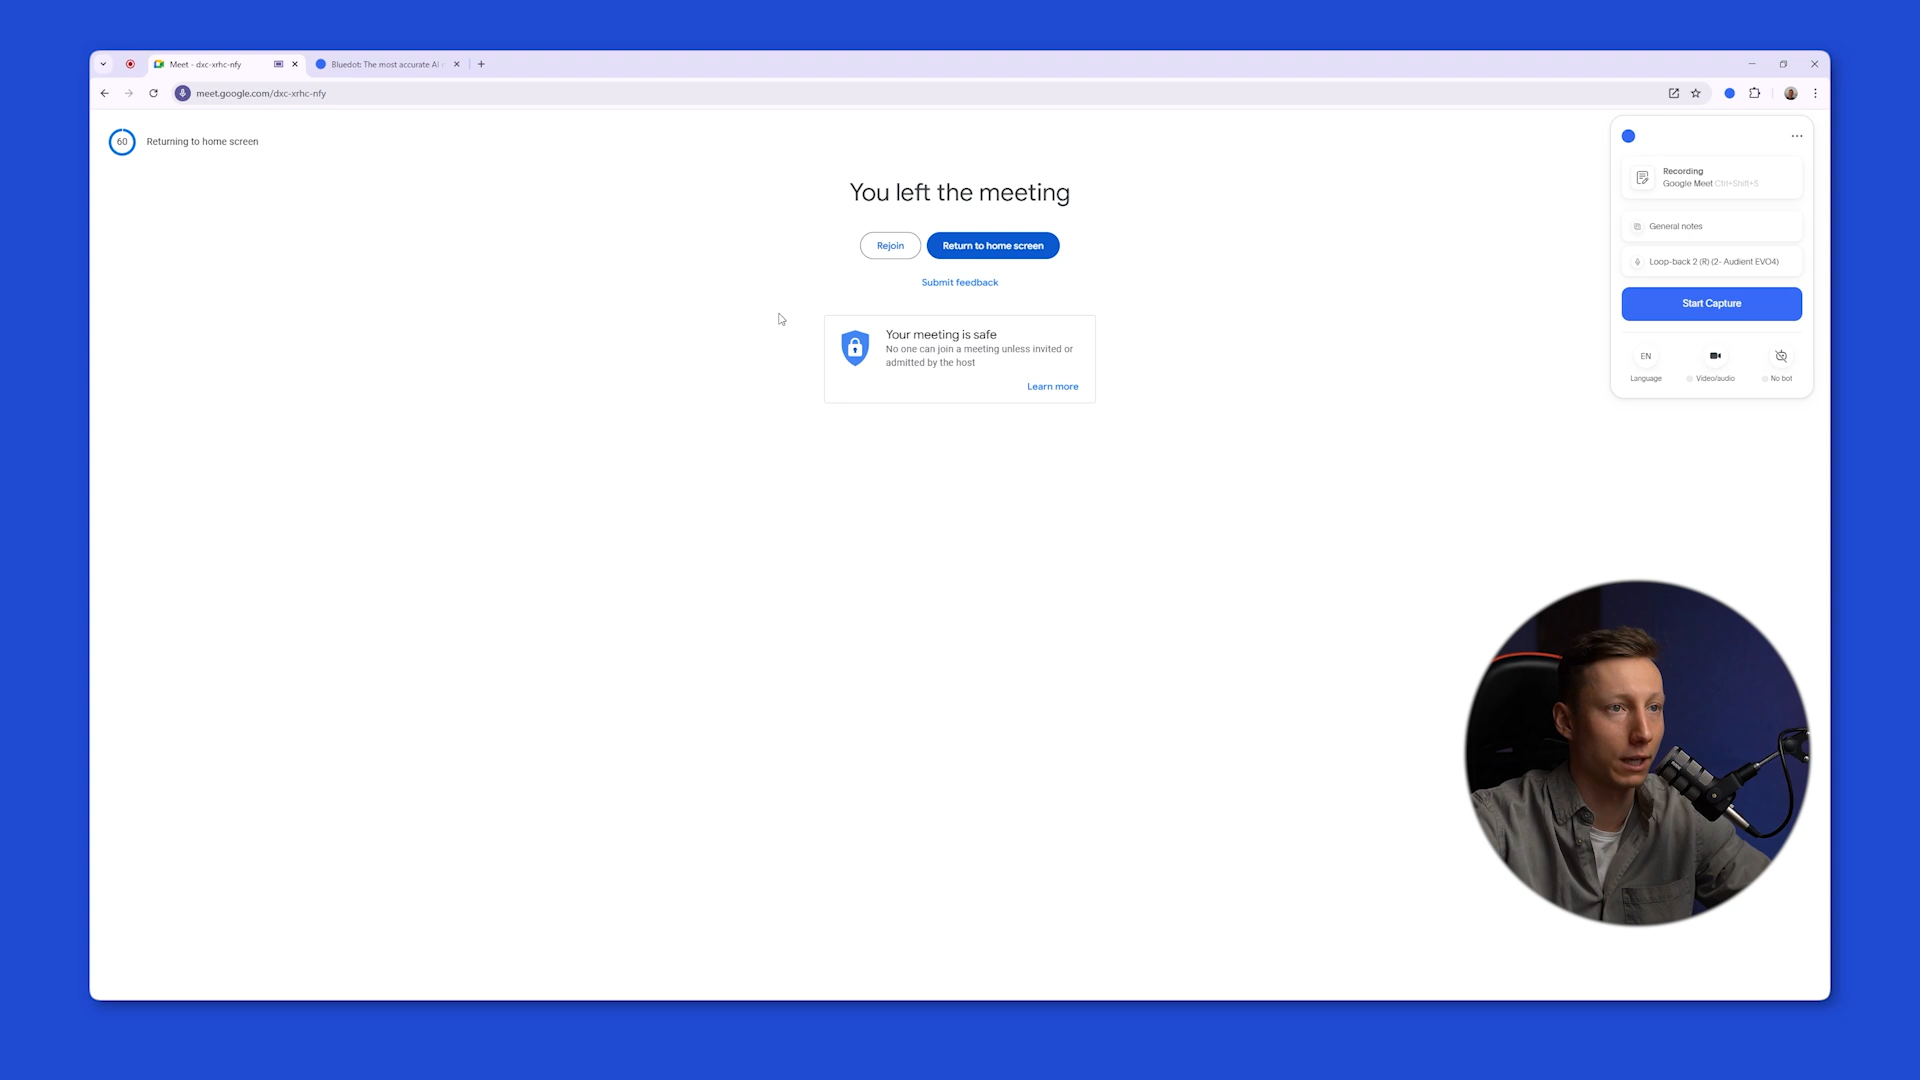 Meet - dxc-xrhc-nfy
Bluedot: The most accurate AI
meet.google.com/dxc-xrhc-nfy
60
Returning to home screen
You left the meeting
Rejoin
Return to home screen
Submit feedback
Your meeting is safe
No one can join a meeting unless invited or
admitted by the host
Learn more
Recording
Google Meet Ctrl+Shift+S
General notes
Loop-back 2 (R) (2- Audient EVO4)
Start Capture
EN
Language
Video/audio
No bot